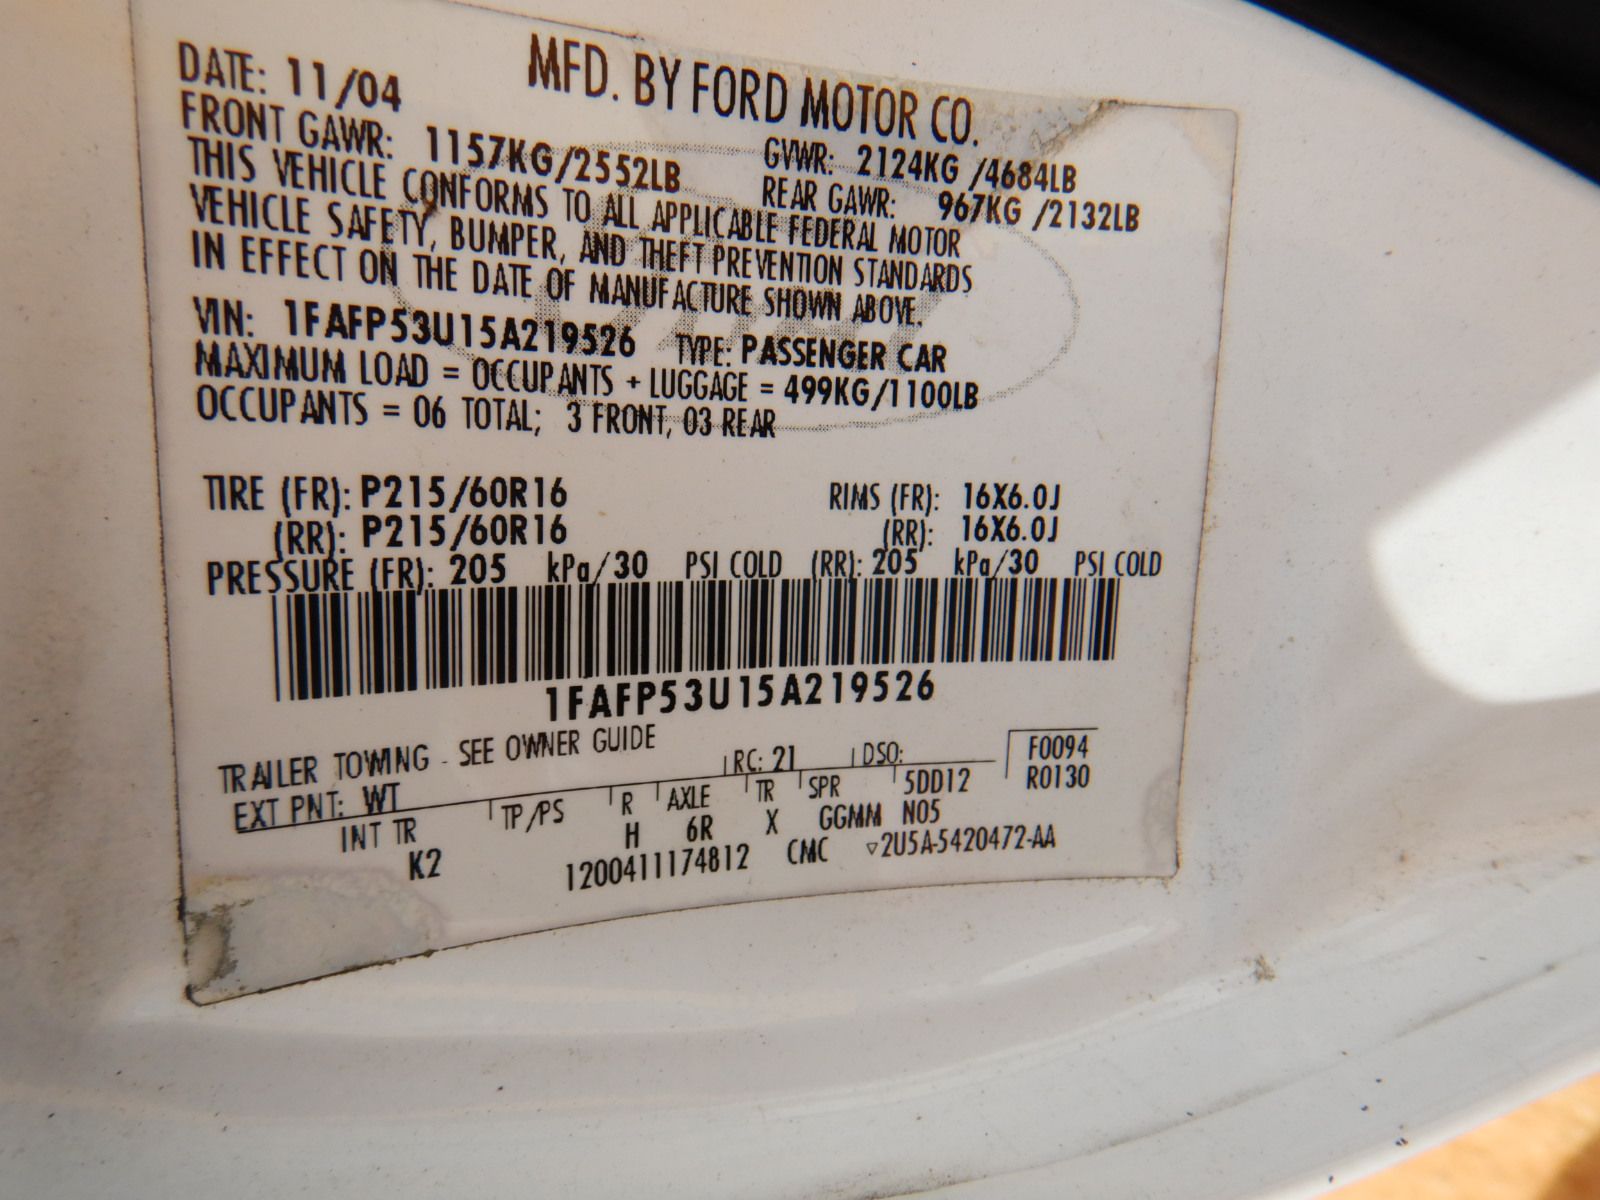 MFD. BY FORD MOTOR CO.
DATE: 11/04
GVWR: 2124KG /4684LB
FRONT GAWR: 1157KG/2552LB REAR GAWR: 967KG /2132LB
THIS VEHICLE CONFORMS TO ALL APPLICABLE FEDERAL MOTOR
VEHICLE SAFETY, BUMPER, AND THEFT PREVENTION STANDARDS
IN EFFECT ON THE DATE OF MANUFACTURE SHOWN ABOVE.
VIN: 1FAFP53U15A219526 TYPE: PASSENGER CAR
MAXIMUM LOAD = OCCUPANTS + LUGGAGE = 499KG/1100LB
OCCUPANTS = 06 TOTAL; 3 FRONT, 03 REAR
TIRE (FR): P215/60R16 RIMS (FR): 16X6.0J
(RR): P215/60R16 (RR): 16X6.0J
PRESSURE (FR): 205 kPa/30 PSI COLD (RR): 205 kPa/30 PSI COLD
1FAFP53U15A219526
TRAILER TOWING - SEE OWNER GUIDE
EXT PNT: WT RC: 21 DSO: F0094
INT TR TP/PS R AXLE TR SPR 5DD12 R0130
K2 H 6R X GGMM N05
1200411174812 CMC ▿2U5A-5420472-AA